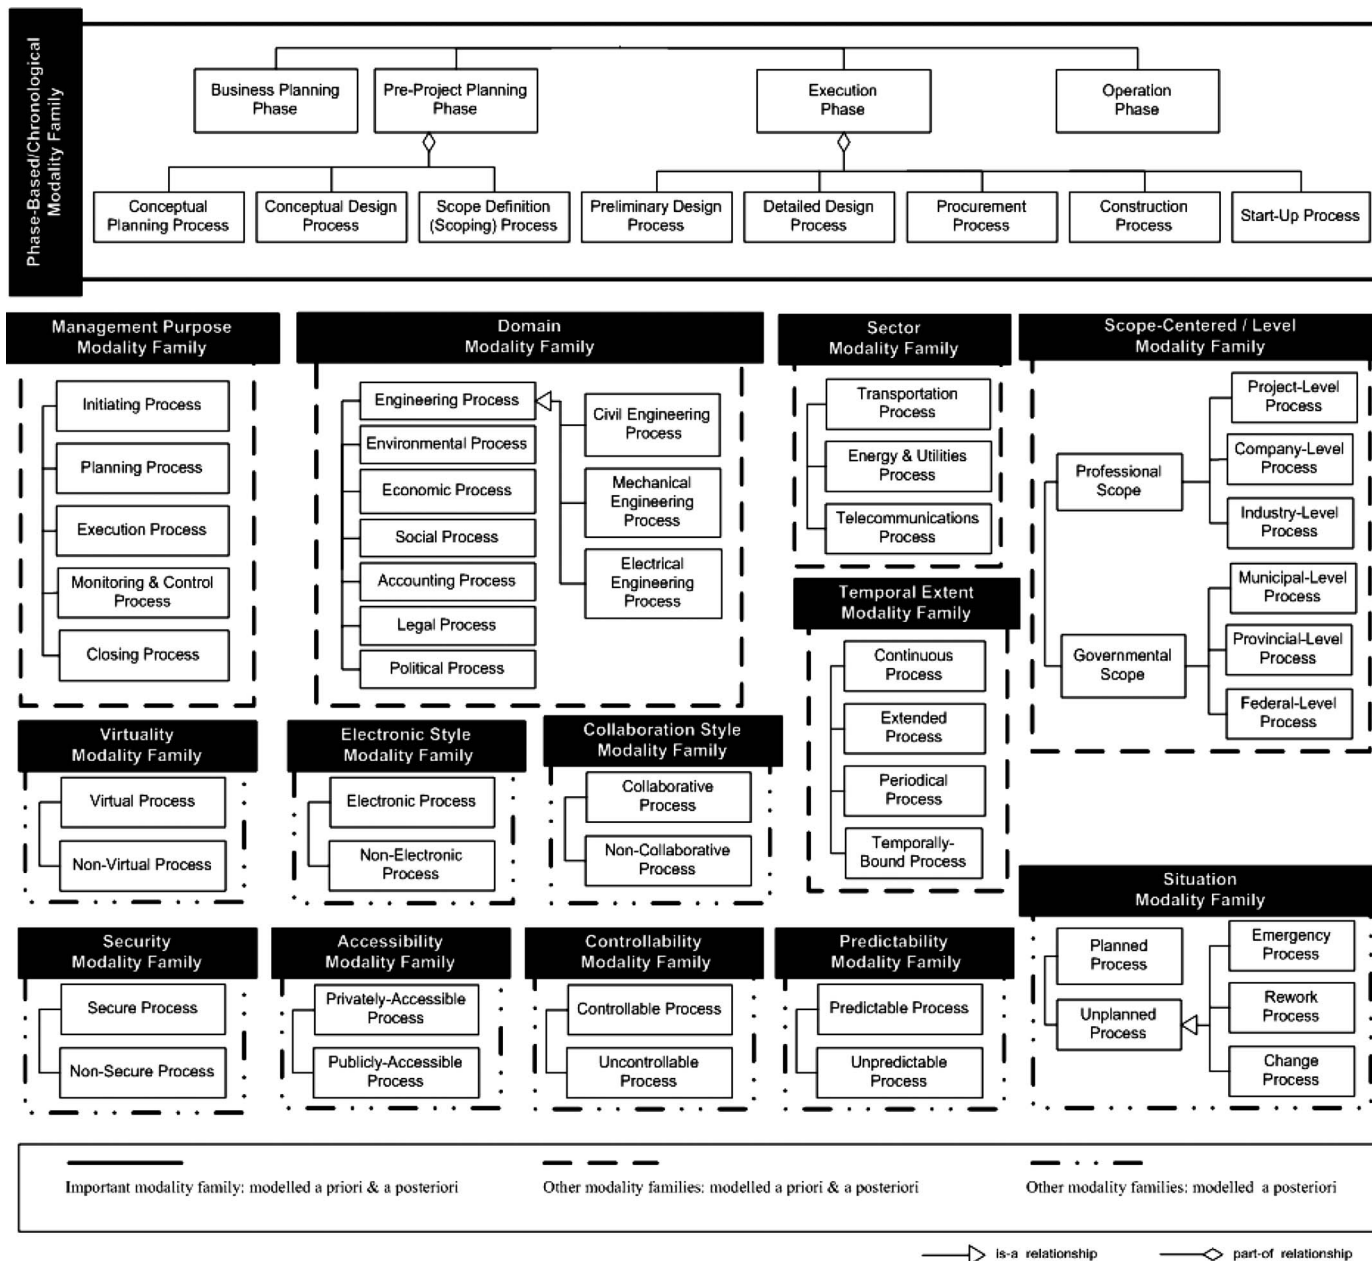 Phase-Based/Chronological
Modality Family
Business Planning
Phase
Pre-Project Planning
Phase
Execution
Phase
Operation
Phase
Conceptual
Planning Process
Conceptual Design
Process
Scope Definition
(Scoping) Process
Preliminary Design
Process
Detailed Design
Process
Procurement
Process
Construction
Process
Start-Up Process
Management Purpose
Modality Family
Initiating Process
Planning Process
Execution Process
Monitoring & Control
Process
Closing Process
Domain
Modality Family
Engineering Process
Environmental Process
Economic Process
Social Process
Accounting Process
Legal Process
Political Process
Civil Engineering
Process
Mechanical
Engineering
Process
Electrical
Engineering
Process
Sector
Modality Family
Transportation
Process
Energy & Utilities
Process
Telecommunications
Process
Scope-Centered / Level
Modality Family
Professional
Scope
Project-Level
Process
Company-Level
Process
Industry-Level
Process
Governmental
Scope
Municipal-Level
Process
Provincial-Level
Process
Federal-Level
Process
Temporal Extent
Modality Family
Continuous
Process
Extended
Process
Periodical
Process
Temporally-
Bound Process
Virtuality
Modality Family
Virtual Process
Non-Virtual Process
Electronic Style
Modality Family
Electronic Process
Non-Electronic
Process
Collaboration Style
Modality Family
Collaborative
Process
Non-Collaborative
Process
Situation
Modality Family
Planned
Process
Unplanned
Process
Emergency
Process
Rework
Process
Change
Process
Security
Modality Family
Secure Process
Non-Secure Process
Accessibility
Modality Family
Privately-Accessible
Process
Publicly-Accessible
Process
Controllability
Modality Family
Controllable Process
Uncontrollable
Process
Predictability
Modality Family
Predictable Process
Unpredictable
Process
Important modality family: modelled a priori & a posteriori
Other modality families: modelled a priori & a posteriori
Other modality families: modelled a posteriori
is-a relationship
part-of relationship